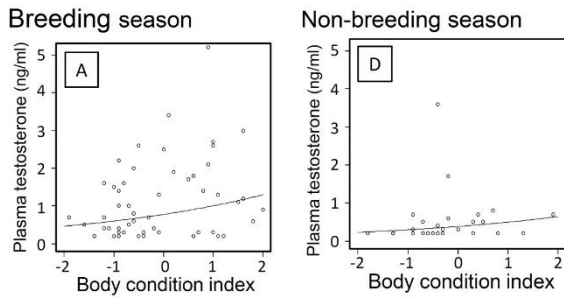 Breeding season
Non-breeding season
A
Plasma testosterone (ng/ml)
5
4
3
2
1
0
-2 -1 0 1 2
Body condition index
D
Plasma testosterone (ng/ml)
5
4
3
2
1
0
-2 -1 0 1 2
Body condition index